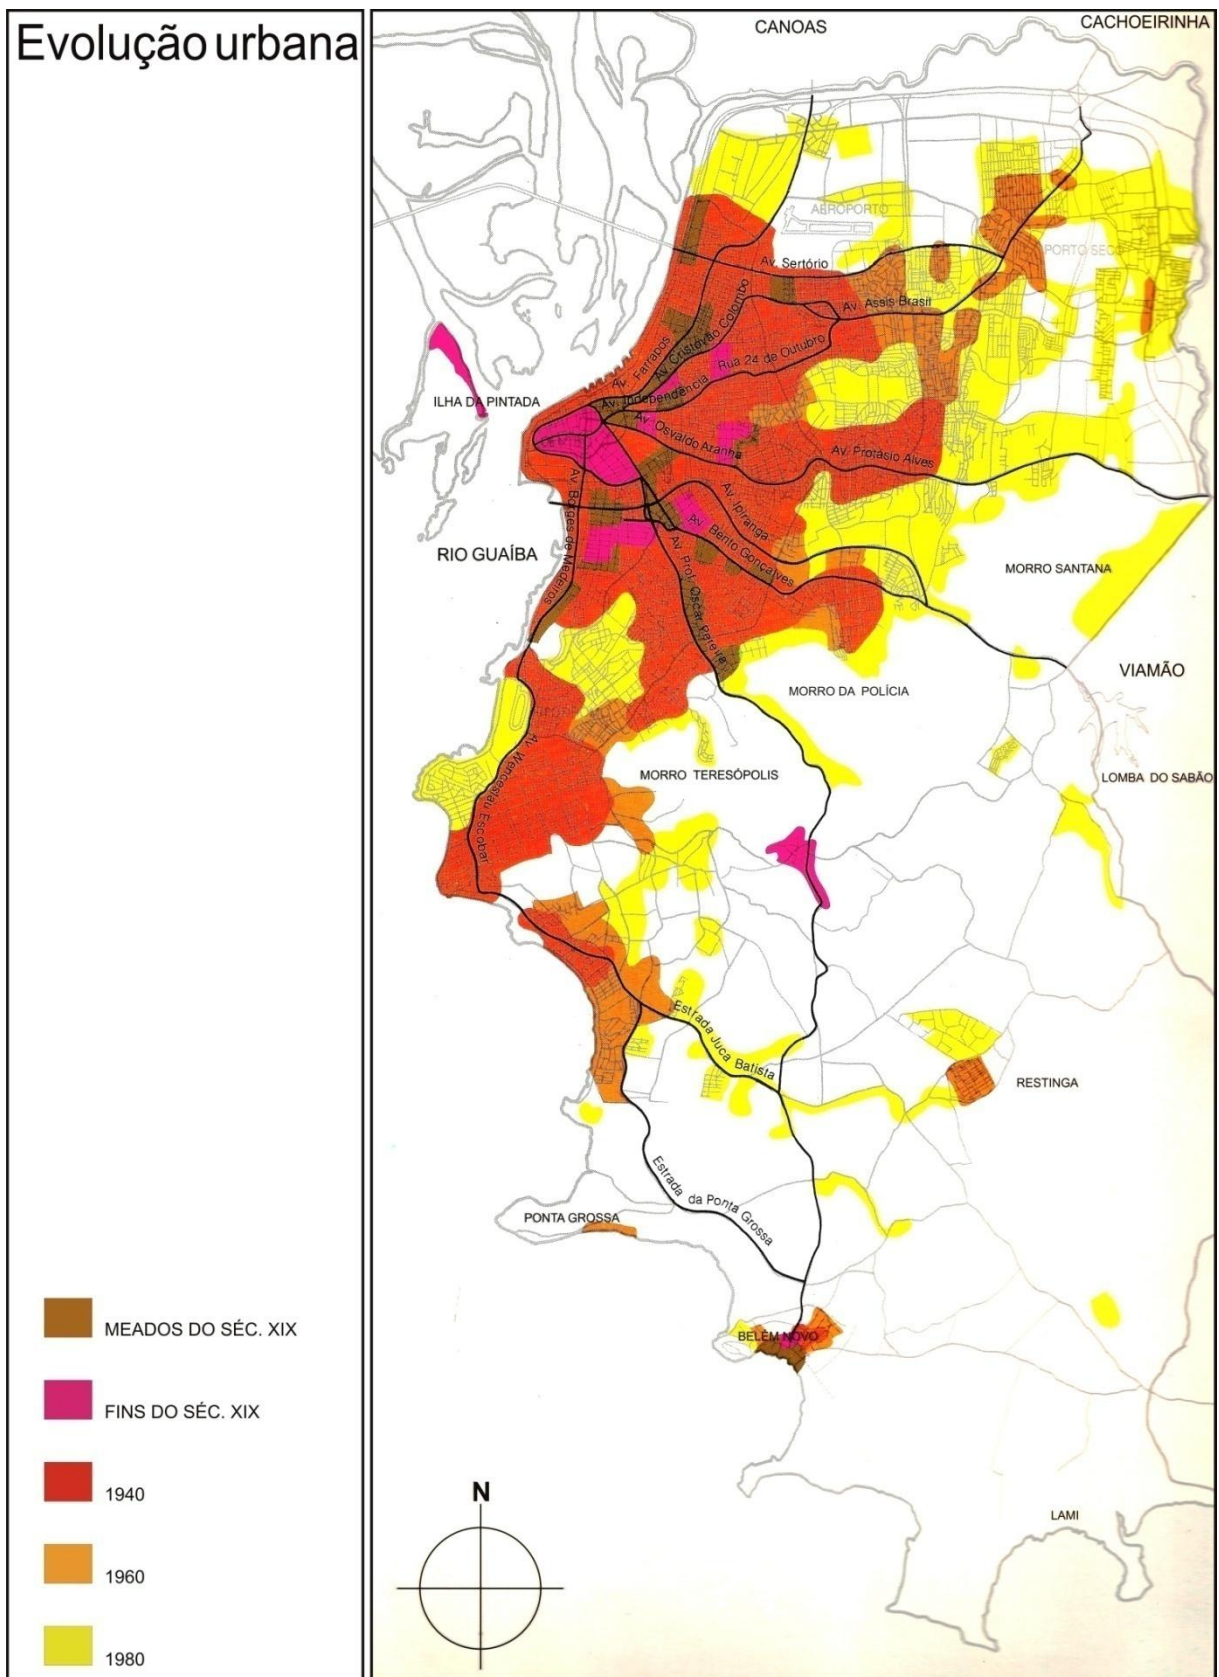 Evolução urbana
CANOAS
CACHOEIRINHA
AEROPORTO
PORTO SECO
Av. Sertório
Av. Assis Brasil
Av. Farrapos
Av. Cristóvão Colombo
Rua 24 de Outubro
Av. Independência
ILHA DA PINTADA
Av. Osvaldo Aranha
Av. Protásio Alves
Av. Borges de Medeiros
Av. Ipiranga
Av. Bento Gonçalves
RIO GUAÍBA
Av. Prof. Oscar Pereira
MORRO SANTANA
VIAMÃO
MORRO DA POLÍCIA
Av. Wenceslau Escobar
MORRO TERESÓPOLIS
LOMBA DO SABÃO
Estrada Juca Batista
RESTINGA
Estrada da Ponta Grossa
PONTA GROSSA
BELÉM NOVO
LAMI
N
MEADOS DO SÉC. XIX
FINS DO SÉC. XIX
1940
1960
1980